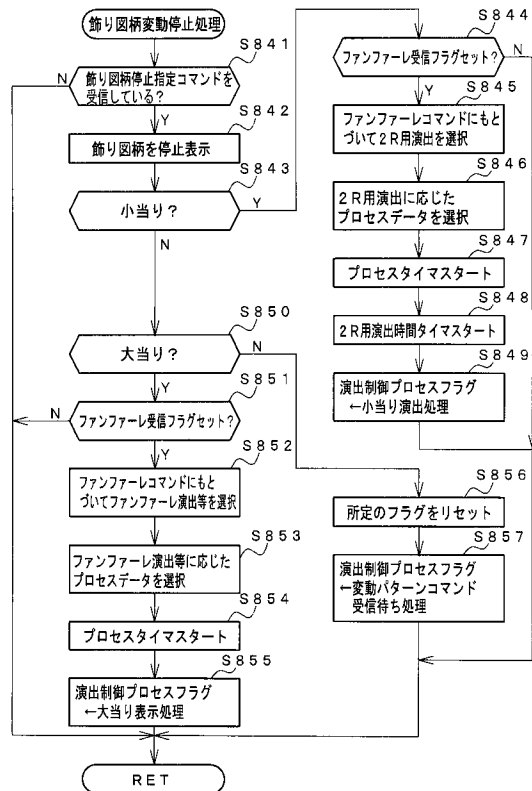 飾り図柄変動停止処理
S841
N
飾り図柄停止指定コマンドを
受信している？
Y
S842
飾り図柄を停止表示
S843
小当り？
Y
N
S844
ファンファーレ受信フラグセット？
N
Y
S845
ファンファーレコマンドにもと
づいて２Ｒ用演出を選択
S846
２Ｒ用演出に応じた
プロセスデータを選択
S847
プロセスタイマスタート
S848
２Ｒ用演出時間タイマスタート
S849
演出制御プロセスフラグ
←小当り演出処理
S850
大当り？
N
Y
S851
N
ファンファーレ受信フラグセット？
Y
S852
ファンファーレコマンドにもと
づいてファンファーレ演出等を選択
S853
ファンファーレ演出等に応じた
プロセスデータを選択
S854
プロセスタイマスタート
S855
演出制御プロセスフラグ
←大当り表示処理
S856
所定のフラグをリセット
S857
演出制御プロセスフラグ
←変動パターンコマンド
受信待ち処理
RET